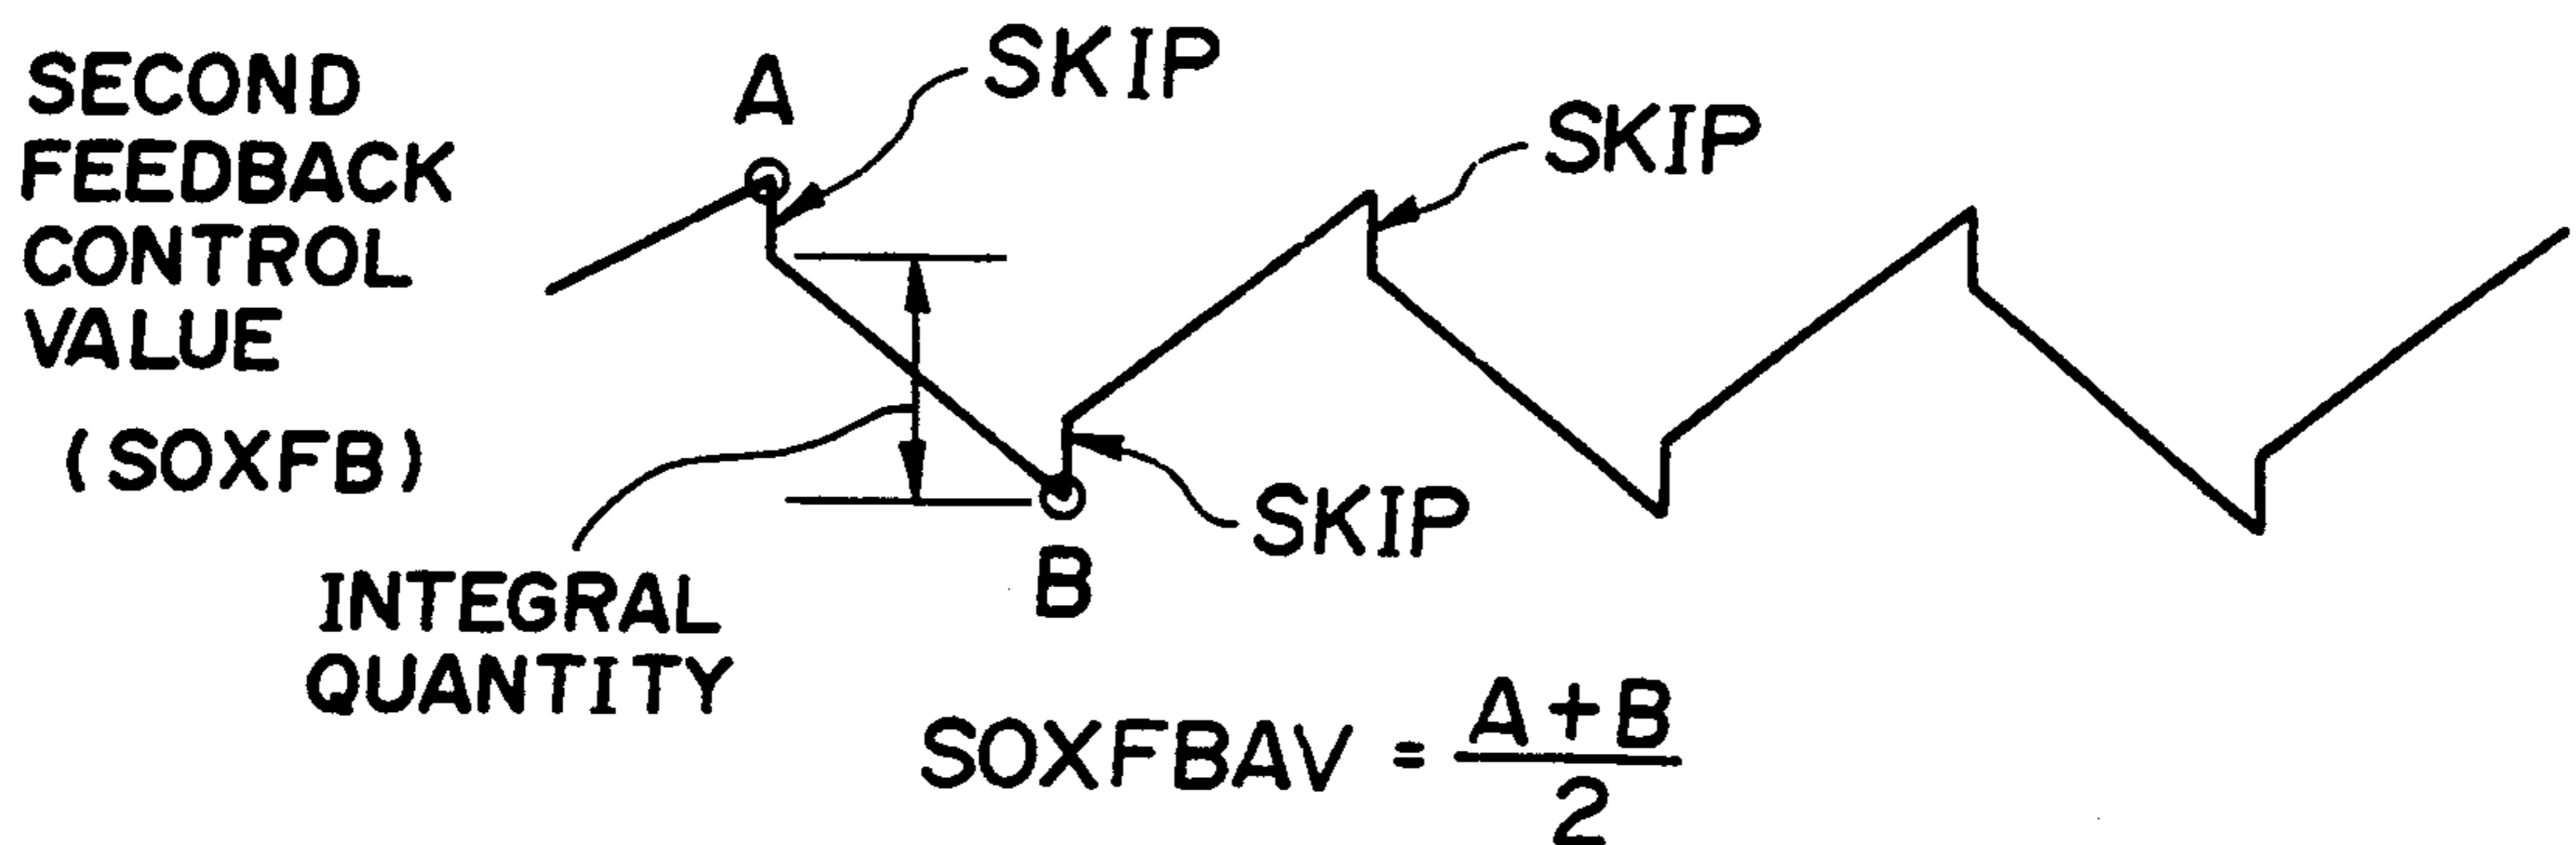 SECOND
FEEDBACK
CONTROL
VALUE
(SOXFB)
A
SKIP
SKIP
SKIP
B
INTEGRAL
QUANTITY
SOXFBAV = A+B
2